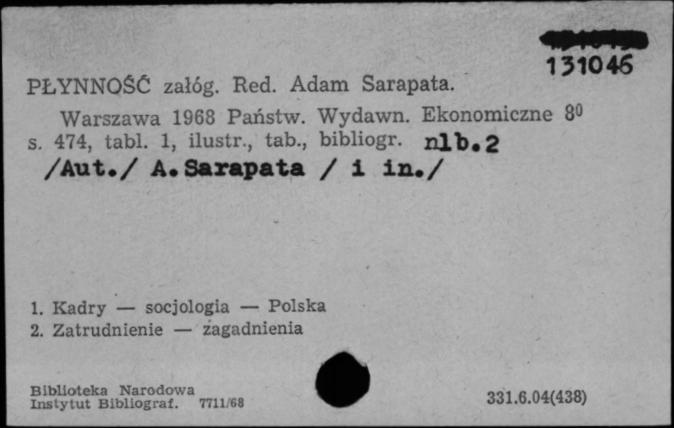 131046
PŁYNNOŚĆ załóg. Red. Adam Sarapata.
Warszawa 1968 Państw. Wydawn. Ekonomiczne 8⁰
s. 474, tabl. 1, ilustr., tab., bibliogr. nlb.2
/Aut./ A.Sarapata / i in./
1. Kadry — socjologia — Polska
2. Zatrudnienie — zagadnienia
Biblioteka Narodowa
Instytut Bibliograf. 7711/68
331.6.04(438)